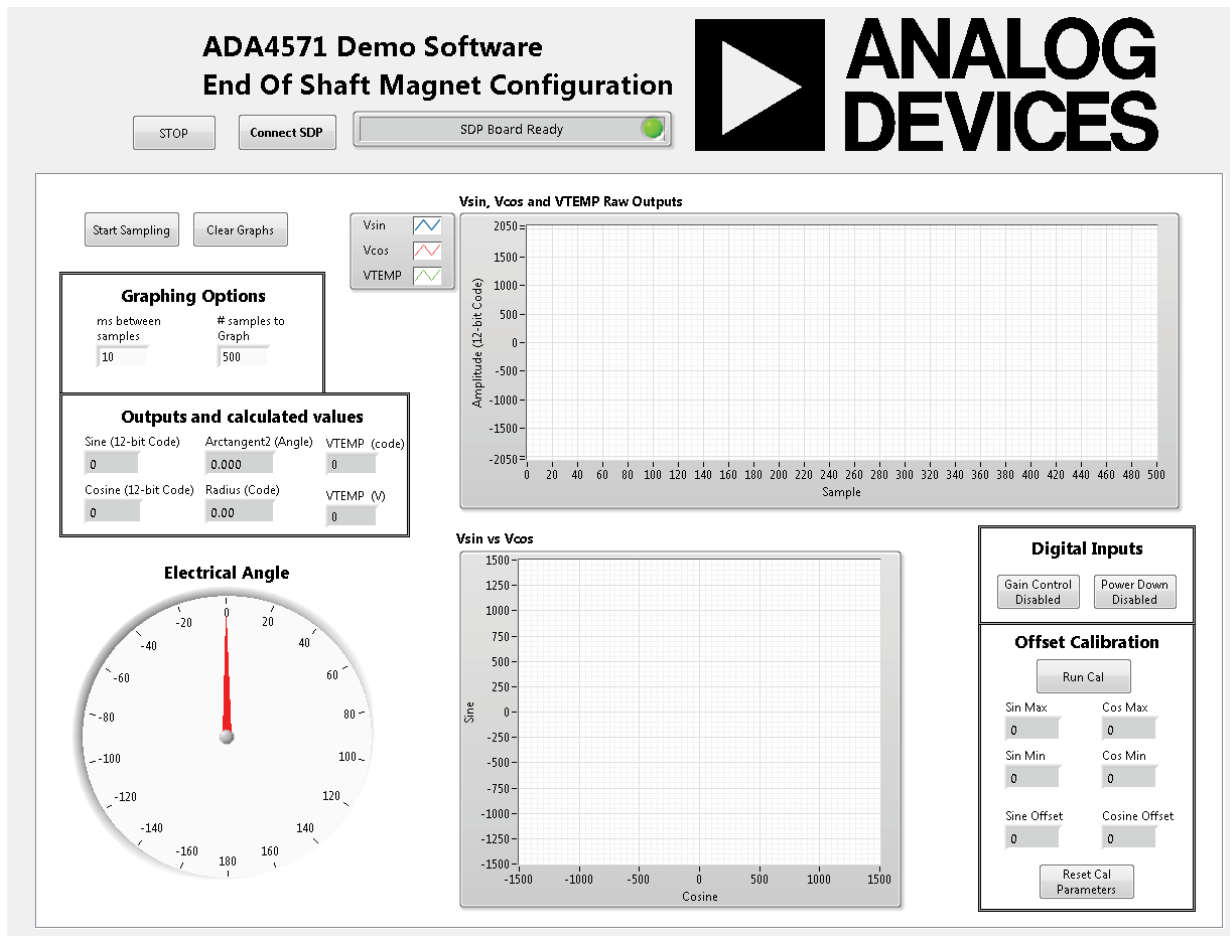 ADA4571 Demo Software
End Of Shaft Magnet Configuration
ANALOG
DEVICES
STOP
Connect SDP
SDP Board Ready
Start Sampling
Clear Graphs
Graphing Options
ms between
samples
10
# samples to
Graph
500
Outputs and calculated values
Sine (12-bit Code)
0
Arctangent2 (Angle)
0.000
VTEMP (code)
0
Cosine (12-bit Code)
0
Radius (Code)
0.00
VTEMP (V)
0
Vsin
Vcos
VTEMP
Vsin, Vcos and VTEMP Raw Outputs
Amplitude (12-bit Code)
2050
1500
1000
500
0
-500
-1000
-1500
-2050
0 20 40 60 80 100 120 140 160 180 200 220 240 260 280 300 320 340 360 380 400 420 440 460 480 500
Sample
Electrical Angle
0
20
40
60
80
100
120
140
160
180
-160
-140
-120
-100
-80
-60
-40
-20
Vsin vs Vcos
Sine
1500
1250
1000
750
500
250
0
-250
-500
-750
-1000
-1250
-1500
-1500 -1000 -500 0 500 1000 1500
Cosine
Digital Inputs
Gain Control
Disabled
Power Down
Disabled
Offset Calibration
Run Cal
Sin Max
0
Cos Max
0
Sin Min
0
Cos Min
0
Sine Offset
0
Cosine Offset
0
Reset Cal
Parameters